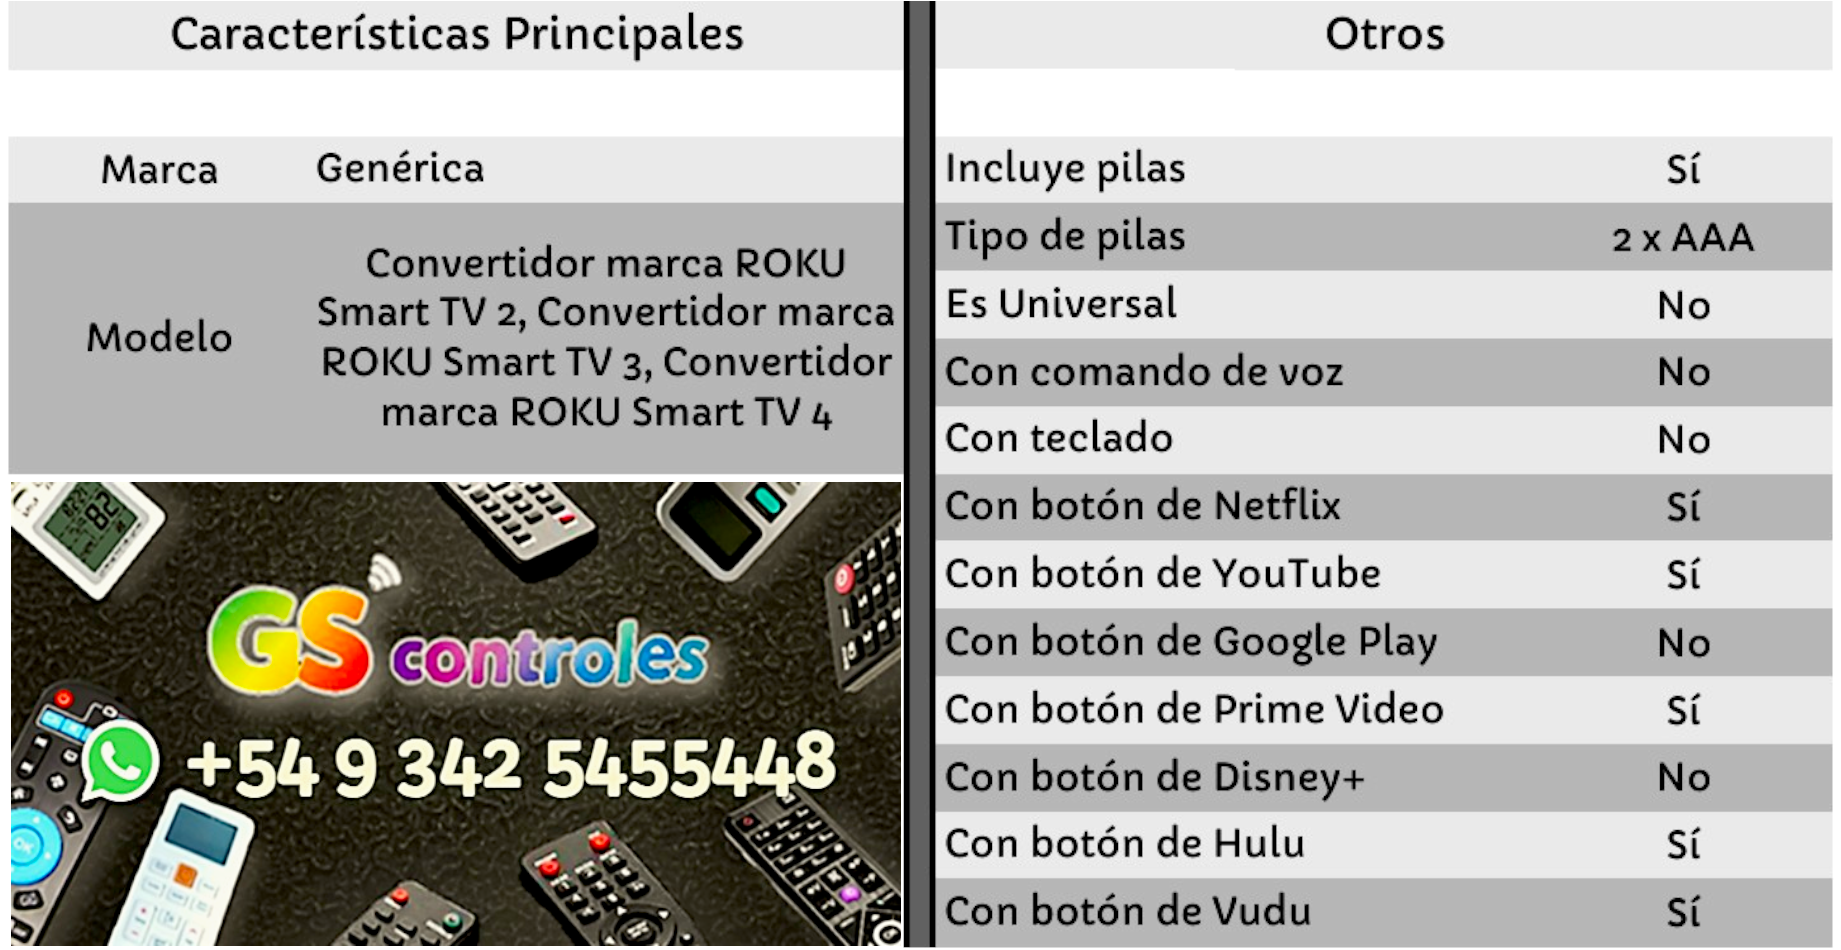 Características Principales
Marca Genérica
Modelo
Convertidor marca ROKU
Smart TV 2, Convertidor marca
ROKU Smart TV 3, Convertidor
marca ROKU Smart TV 4
GS controles
+54 9 342 5455448
Otros
Incluye pilas Sí
Tipo de pilas 2 x AAA
Es Universal No
Con comando de voz No
Con teclado No
Con botón de Netflix Sí
Con botón de YouTube Sí
Con botón de Google Play No
Con botón de Prime Video Sí
Con botón de Disney+ No
Con botón de Hulu Sí
Con botón de Vudu Sí